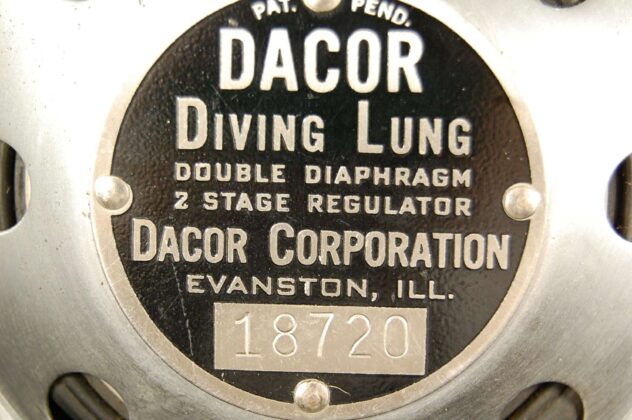 PAT. PEND.
DACOR
DIVING LUNG
DOUBLE DIAPHRAGM
2 STAGE REGULATOR
DACOR CORPORATION
EVANSTON, ILL.
18720